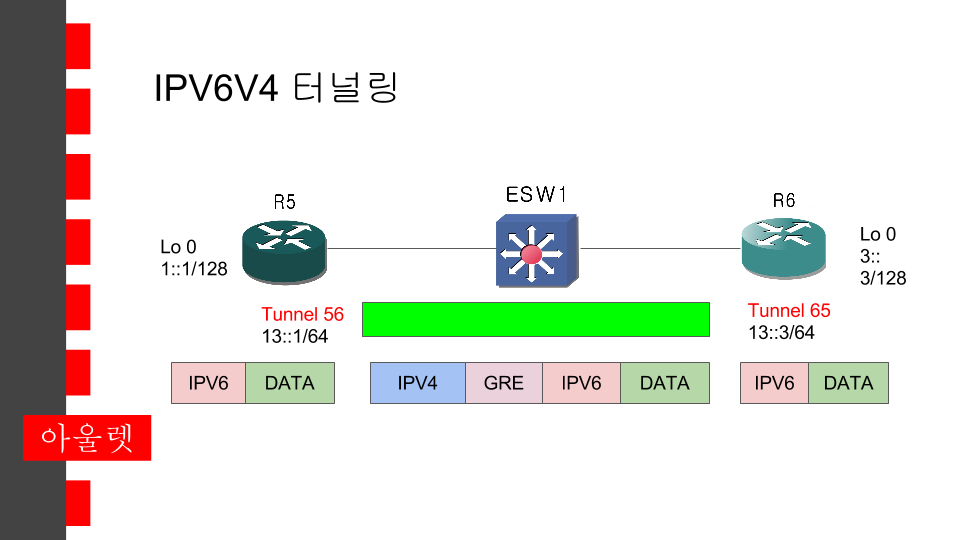 IPV6V4 터널링
R5
ESW1
R6
Lo 0
1::1/128
Lo 0
3::
3/128
Tunnel 56
13::1/64
Tunnel 65
13::3/64
IPV6 DATA
IPV4 GRE IPV6 DATA
IPV6 DATA
아울렛